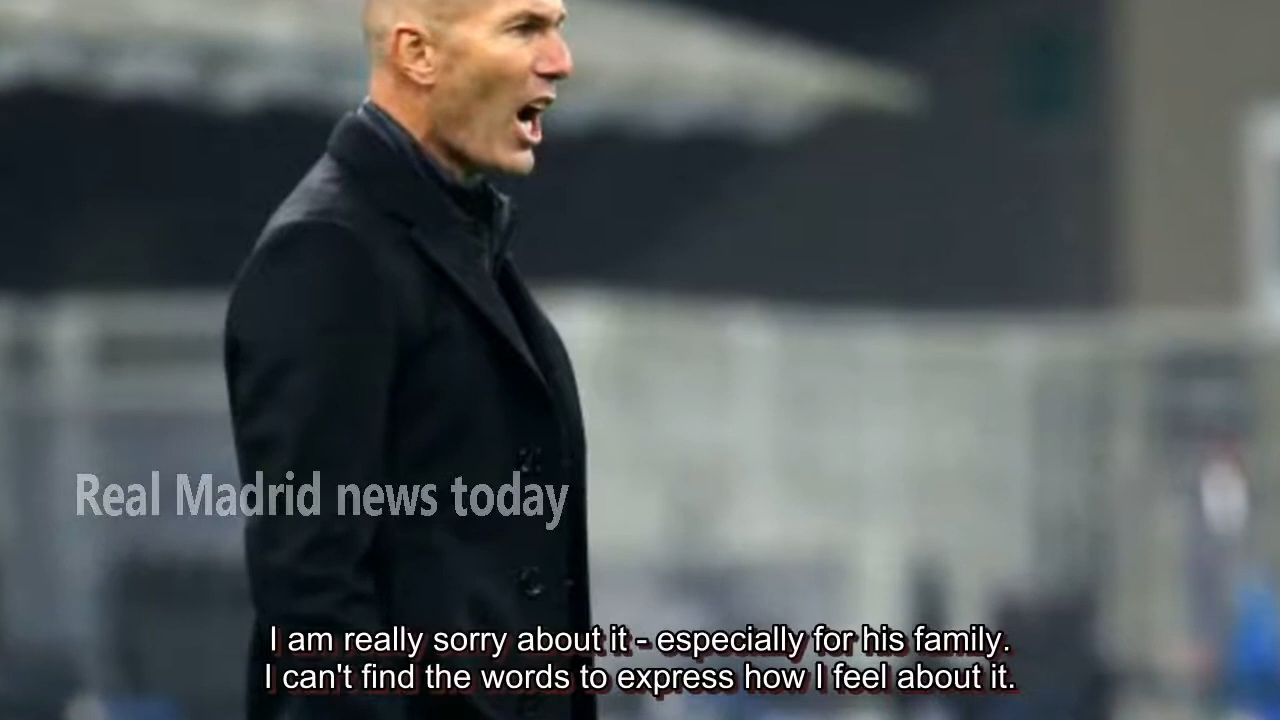 Real Madrid news today
I am really sorry about it - especially for his family.
I can't find the words to express how I feel about it.